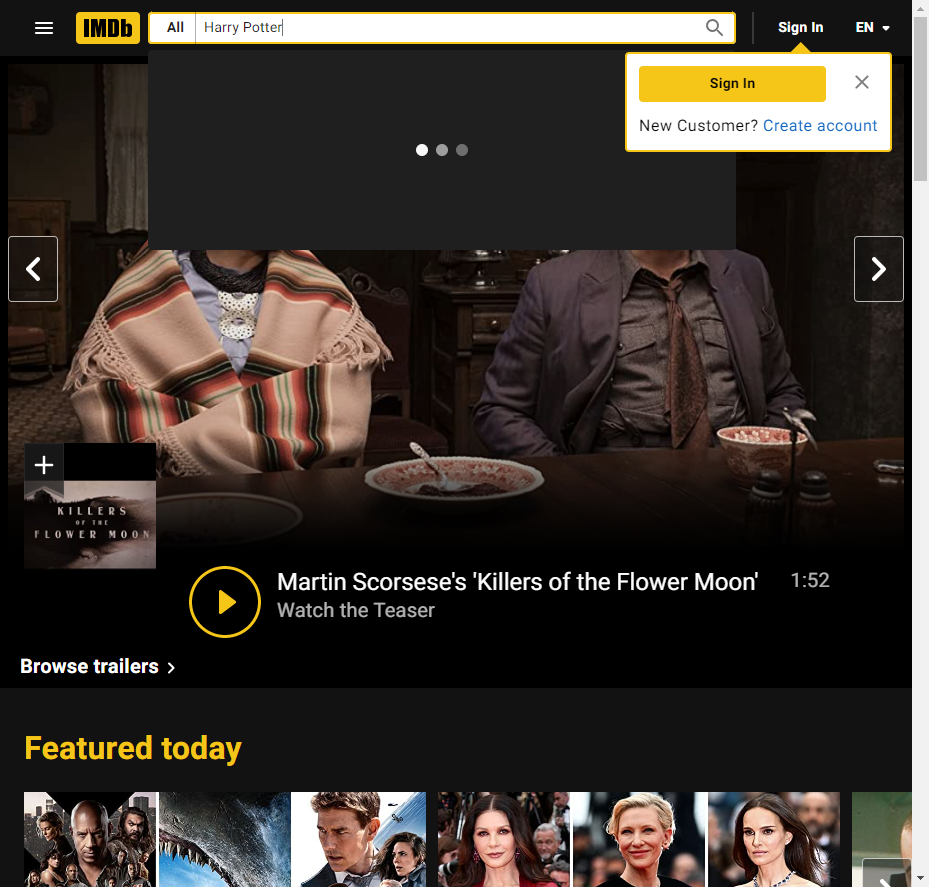 IMDb
All
Harry Potter
Sign In
EN
Sign In
New Customer? Create account
KILLERS
OF THE
FLOWER MOON
Martin Scorsese's 'Killers of the Flower Moon'
1:52
Watch the Teaser
Browse trailers
Featured today